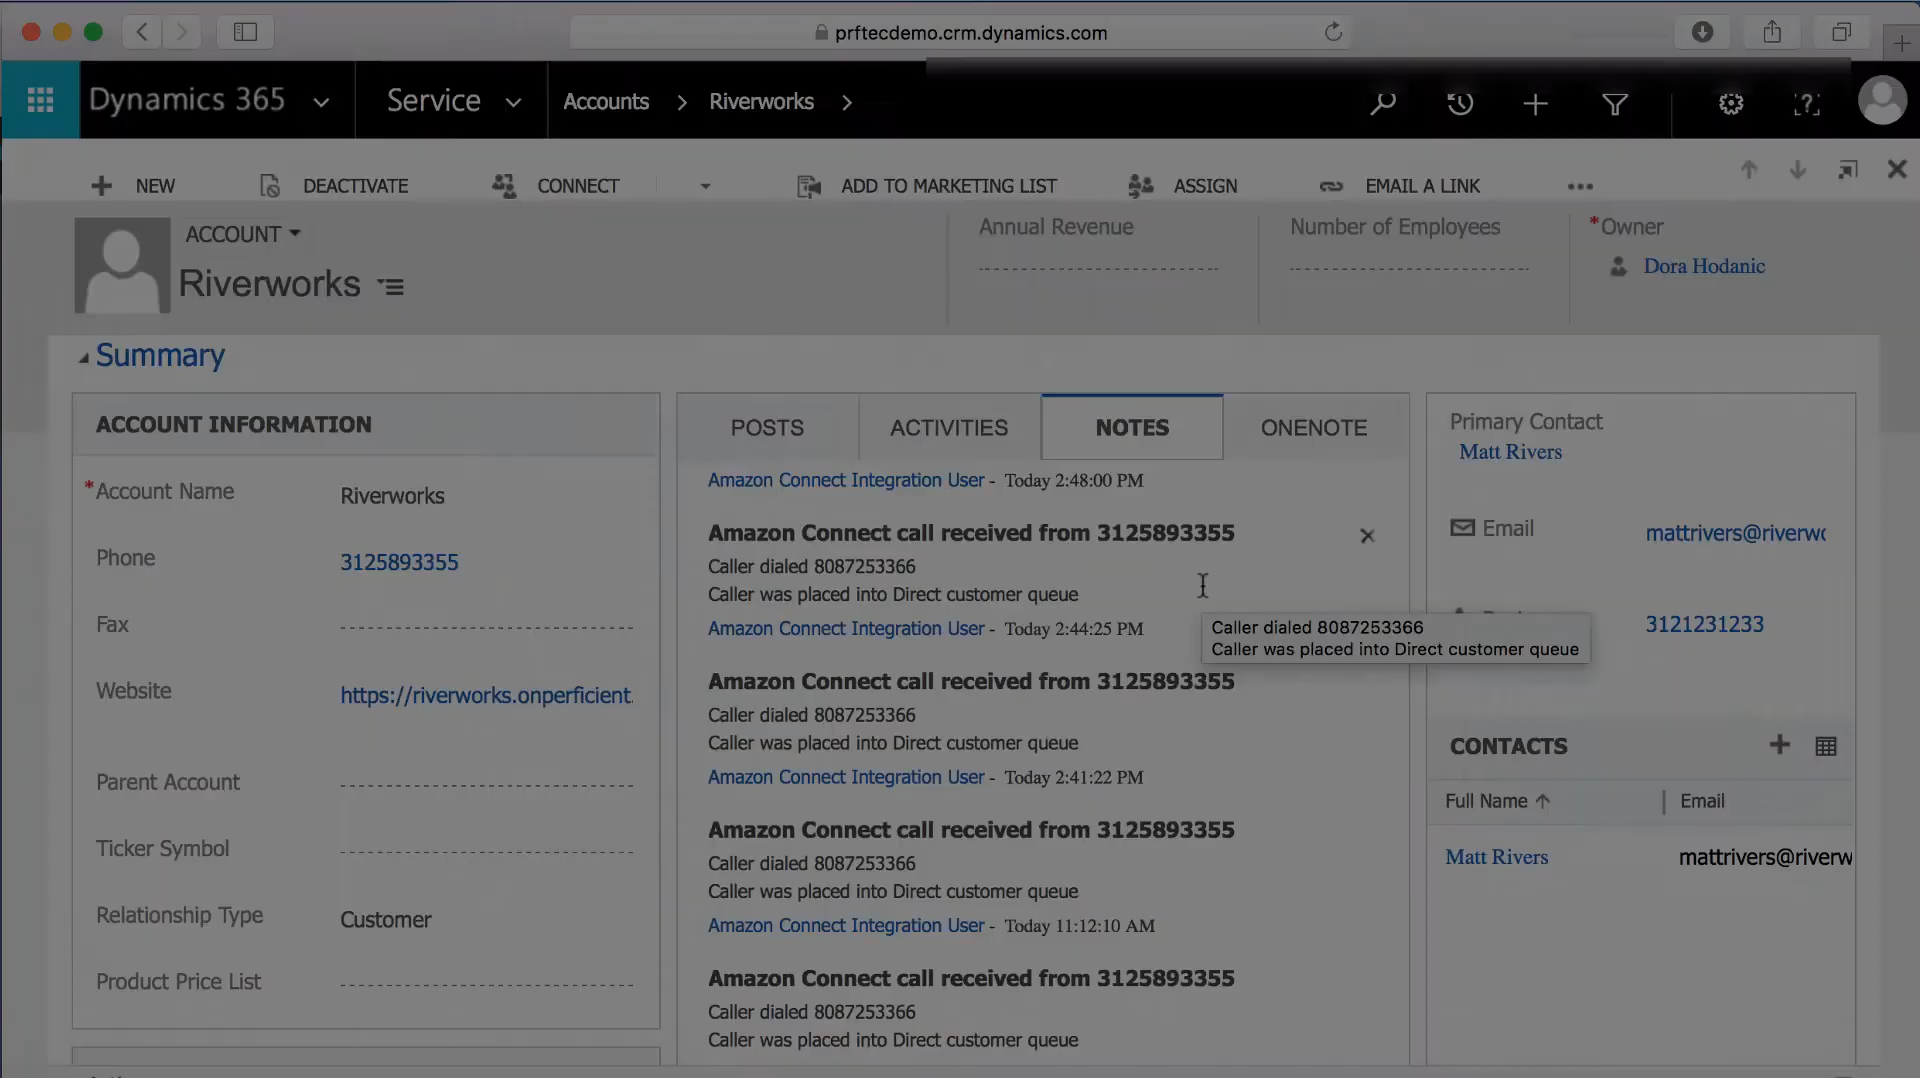 prftecdemo.crm.dynamics.com
Dynamics 365
Service
Accounts
Riverworks
NEW
DEACTIVATE
CONNECT
ADD TO MARKETING LIST
ASSIGN
EMAIL A LINK
ACCOUNT
Riverworks
Annual Revenue
Number of Employees
*Owner
Dora Hodanic
Summary
ACCOUNT INFORMATION
*Account Name
Riverworks
Phone
3125893355
Fax
Website
https://riverworks.onperficient.
Parent Account
Ticker Symbol
Relationship Type
Customer
Product Price List
POSTS
ACTIVITIES
NOTES
ONENOTE
Amazon Connect Integration User - Today 2:48:00 PM
Amazon Connect call received from 3125893355
Caller dialed 8087253366
Caller was placed into Direct customer queue
Amazon Connect Integration User - Today 2:44:25 PM
Caller dialed 8087253366
Caller was placed into Direct customer queue
Amazon Connect call received from 3125893355
Caller dialed 8087253366
Caller was placed into Direct customer queue
Amazon Connect Integration User - Today 2:41:22 PM
Amazon Connect call received from 3125893355
Caller dialed 8087253366
Caller was placed into Direct customer queue
Amazon Connect Integration User - Today 11:12:10 AM
Amazon Connect call received from 3125893355
Caller dialed 8087253366
Caller was placed into Direct customer queue
Primary Contact
Matt Rivers
Email
mattrivers@riverwo
3121231233
CONTACTS
Full Name
Email
Matt Rivers
mattrivers@riverw